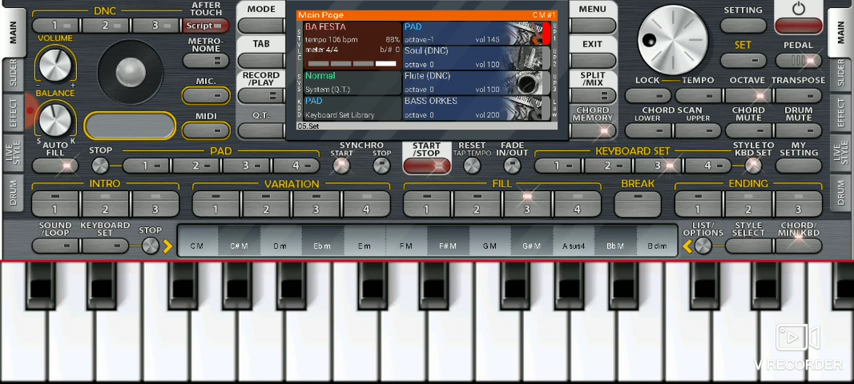 DNC
1 2 3
AFTER TOUCH
Script
METRO-NOME
VOLUME
BALANCE
S K
MIC.
MIDI
MODE
TAB
RECORD /PLAY
Q.T.
Main Page C M #1
STYLE
BA FESTA
tempo 106 bpm 88%
meter 4/4 b/# 0
Normal
System (Q.T.)
PAD
Keyboard Set Library
PAD
octave-1 vol 145
Soul (DNC)
octave 0 vol 100
Flute (DNC)
octave 0 vol 100
BASS ORKES
octave 0 vol 200
05.Set
MENU
EXIT
SPLIT /MIX
CHORD MEMORY
SETTING
SET
PEDAL
LOCK TEMPO OCTAVE TRANSPOSE
CHORD SCAN
LOWER UPPER
CHORD MUTE
DRUM MUTE
MAIN
SLIDER
EFFECT
LIVE STYLE
DRUM
MAIN
SLIDER
EFFECT
LIVE STYLE
DRUM
AUTO FILL
STOP
1 2 3 4
PAD
SYNCHRO
START STOP
START /STOP
RESET
TAP TEMPO
FADE IN/OUT
1 2 3 4
KEYBOARD SET
STYLE TO KBD SET
MY SETTING
INTRO
1 2 3
VARIATION
1 2 3 4
FILL
1 2 3 4
BREAK
ENDING
1 2 3
SOUND /LOOP
KEYBOARD SET
STOP
C M C# M D m Eb m E m F M F# M G M G# M A sus4 Bb M B dim
LIST/ OPTIONS
STYLE SELECT
CHORD/ MINI KBD
V RECORDER